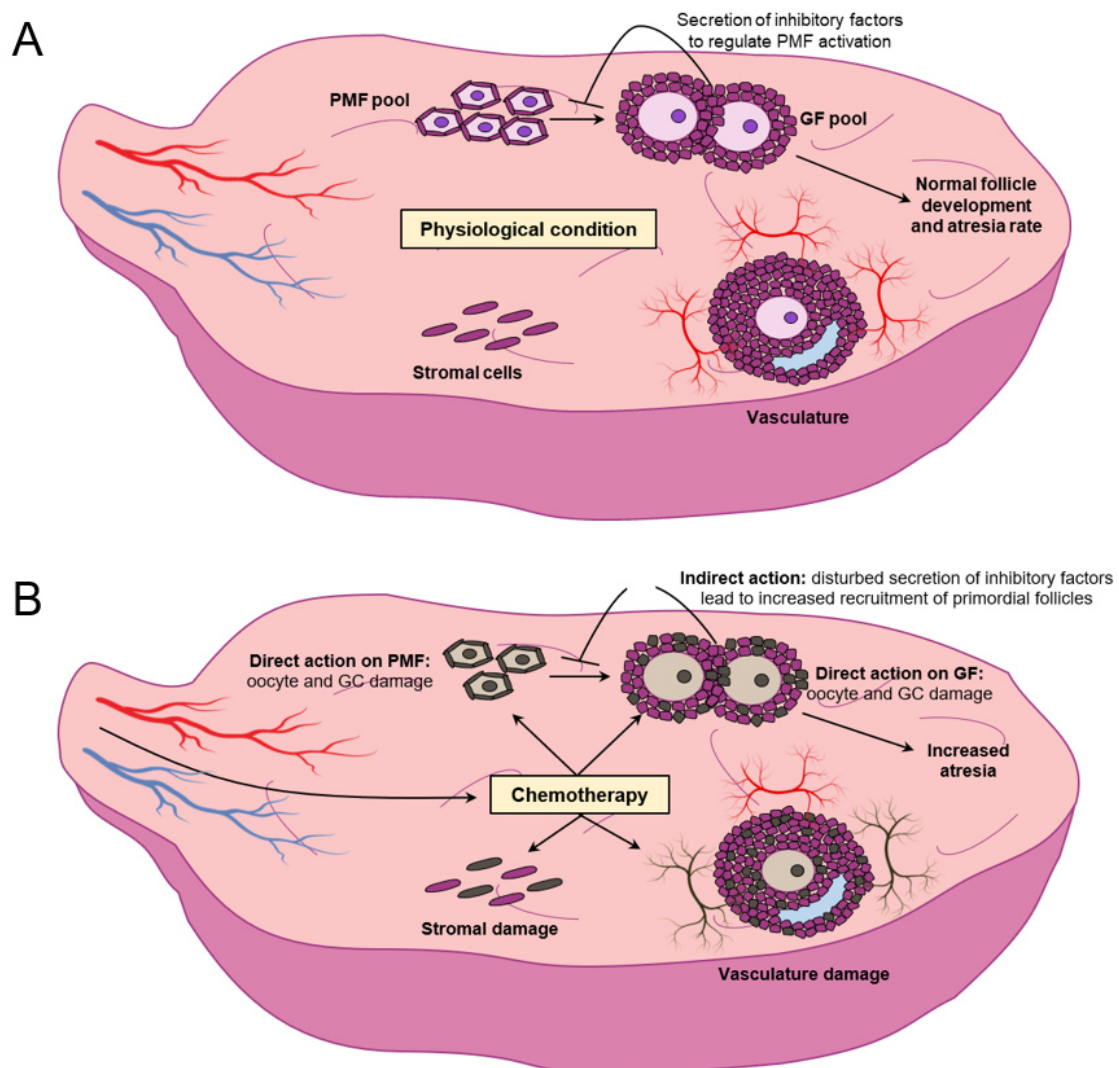 A
Secretion of inhibitory factors
to regulate PMF activation
PMF pool
GF pool
Normal follicle
development
and atresia rate
Physiological condition
Stromal cells
Vasculature
B
Indirect action: disturbed secretion of inhibitory factors
lead to increased recruitment of primordial follicles
Direct action on PMF:
oocyte and GC damage
Direct action on GF:
oocyte and GC damage
Increased
atresia
Chemotherapy
Stromal damage
Vasculature damage